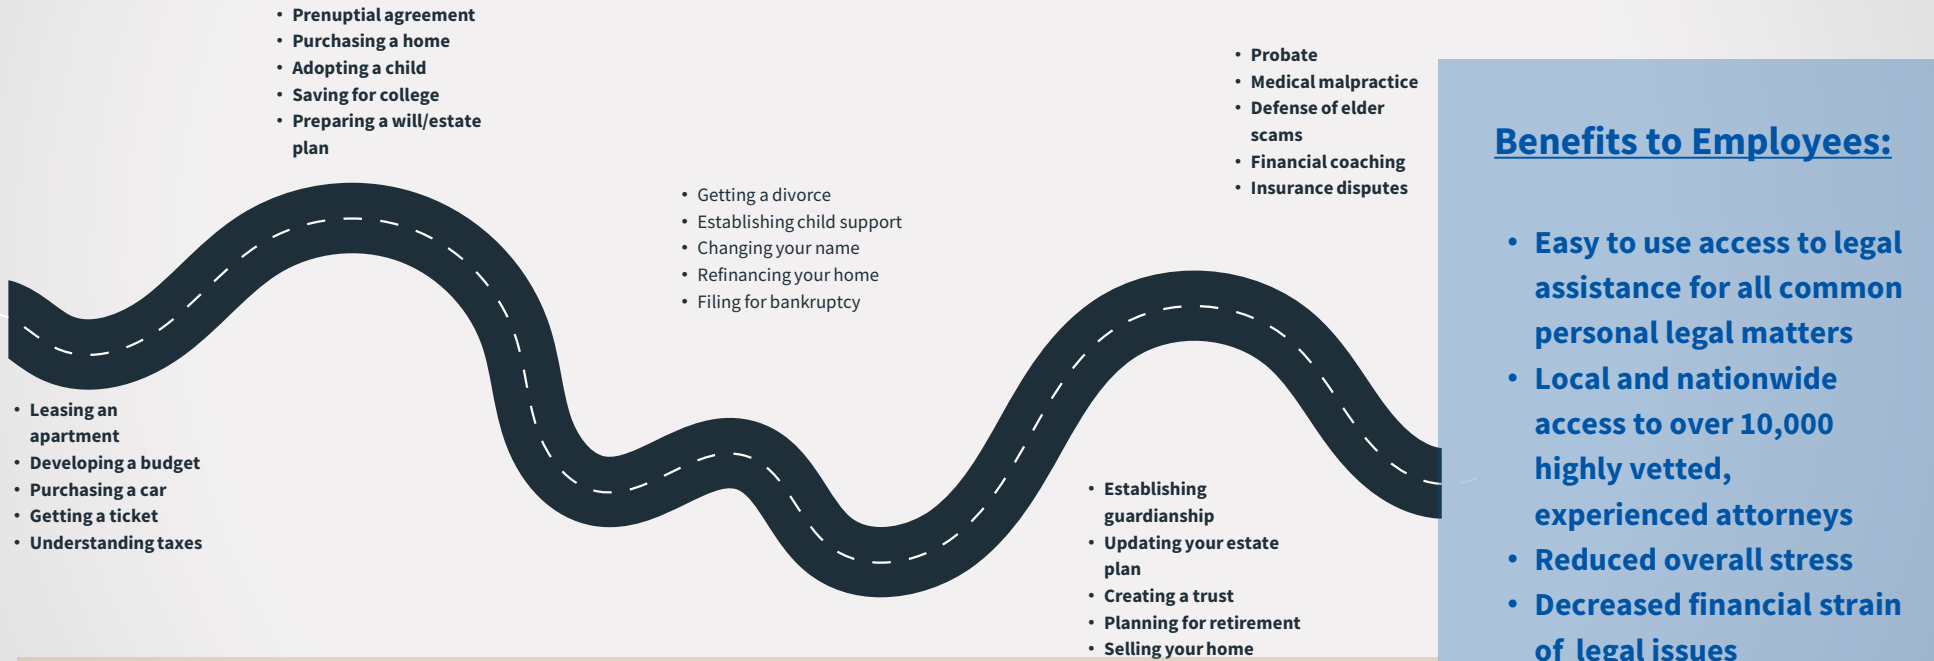 • Prenuptial agreement
• Purchasing a home
• Adopting a child
• Saving for college
• Preparing a will/estate
plan
• Leasing an
apartment
• Developing a budget
• Purchasing a car
• Getting a ticket
• Understanding taxes
• Getting a divorce
• Establishing child support
• Changing your name
• Refinancing your home
• Filing for bankruptcy
• Probate
• Medical malpractice
• Defense of elder
scams
• Financial coaching
• Insurance disputes
• Establishing
guardianship
• Updating your estate
plan
• Creating a trust
• Planning for retirement
• Selling your home
Benefits to Employees:
• Easy to use access to legal
assistance for all common
personal legal matters
• Local and nationwide
access to over 10,000
highly vetted,
experienced attorneys
• Reduced overall stress
• Decreased financial strain
of legal issues